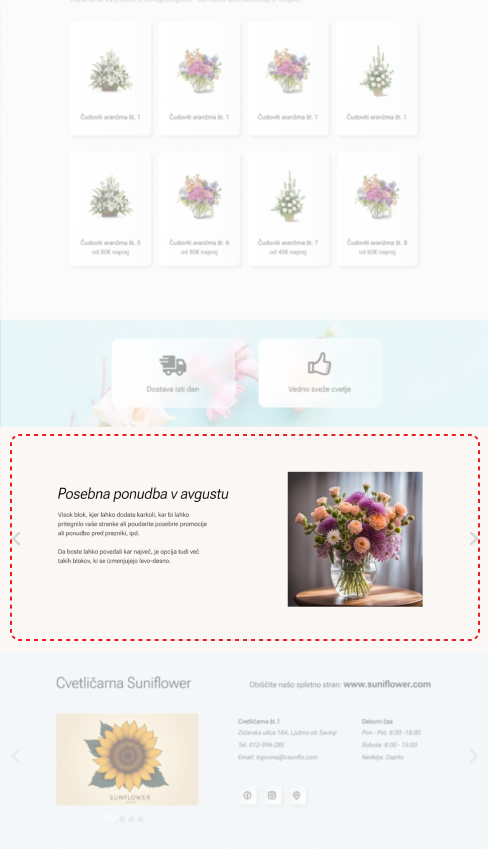 Čudoviti aranžma št. 1
Čudoviti aranžma št. 1
Čudoviti aranžma št. 1
Čudoviti aranžma št. 1
Čudoviti aranžma št. 5
od 80€ naprej
Čudoviti aranžma št. 6
od 80€ naprej
Čudoviti aranžma št. 7
od 40€ naprej
Čudoviti aranžma št. 8
od 60€ naprej
Dostava isti dan
Vedno sveže cvetje
Posebna ponudba v avgustu
Visok blok, kjer lahko dodate karkoli, kar bi lahko
pritegnilo vaše stranke ali poudarite posebne promocije
ali ponudbo pred prazniki, ipd.
Da boste lahko povedali kar največ, je opcija tudi več
takih blokov, ki se izmenjujejo levo-desno.
Cvetličarna Suniflower
Obiščite našo spletno stran: www.suniflower.com
SUNIFLOWER
Cvetličarna št.1
Zidarska ulica 184, Ljubno ob Savinji
Tel. 012-994-285
Email: trgovina@csuniflo.com
Delovni čas
Pon - Pet: 8:00 -18:00
Sobota: 8:00 - 15:00
Nedelja: Zaprto